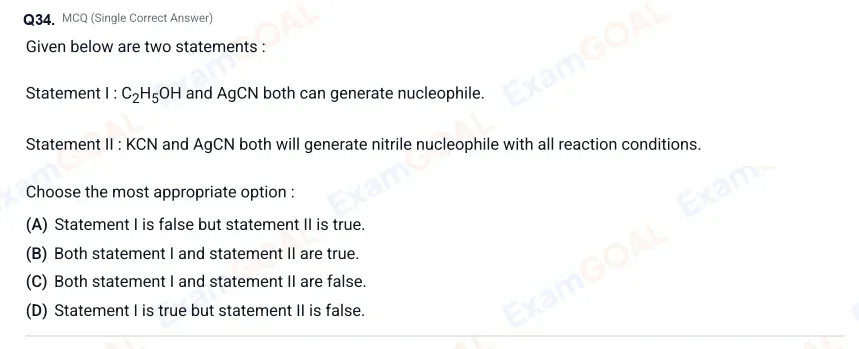 Q34. MCQ (Single Correct Answer)
Given below are two statements :
Statement I : C₂H₅OH and AgCN both can generate nucleophile.
Statement II : KCN and AgCN both will generate nitrile nucleophile with all reaction conditions.
Choose the most appropriate option :
(A) Statement I is false but statement II is true.
(B) Both statement I and statement II are true.
(C) Both statement I and statement II are false.
(D) Statement I is true but statement II is false.
ExamGOAL
ExamGOAL
ExamGOAL